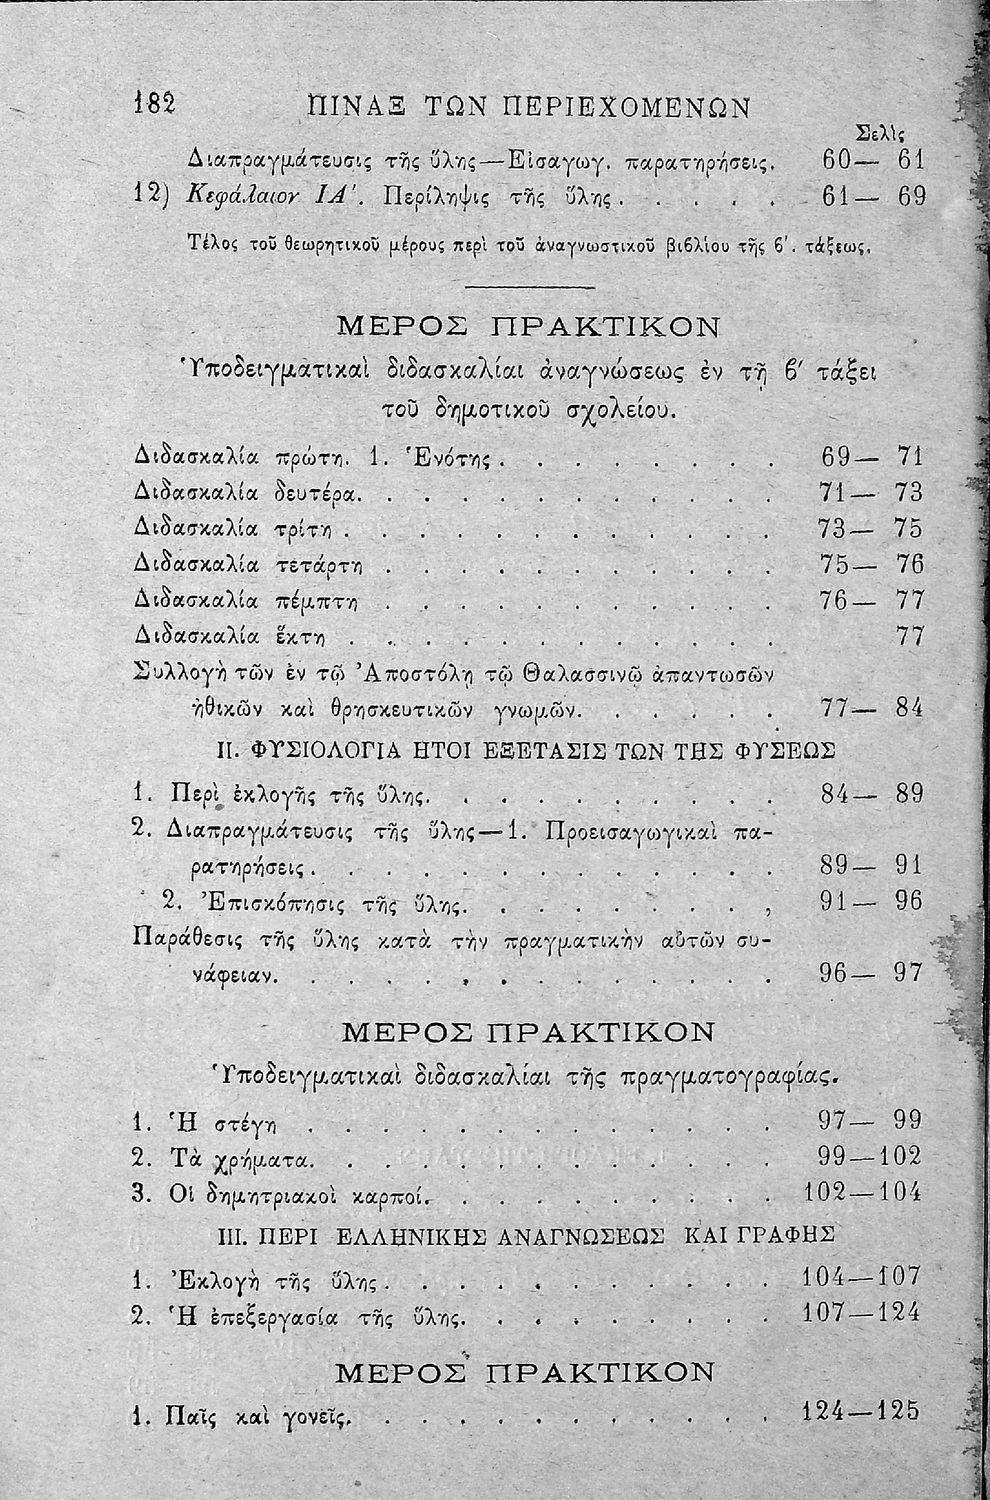 182 ΠΙΝΑΞ ΤΩΝ ΠΕΡΙΕΧΟΜΕΝΩΝ
Σελὶς
Διαπραγμάτευσις τῆς ὕλης—Εἰσαγωγ. παρατηρήσεις. 60— 61
12) Κεφάλαιον ΙΑ'. Περίληψις τῆς ὕλης . . . . . 61— 69
Τέλος τοῦ θεωρητικοῦ μέρους περὶ τοῦ ἀναγνωστικοῦ βιβλίου τῆς ϐ'. τάξεως.
ΜΕΡΟΣ ΠΡΑΚΤΙΚΟΝ
Ὑποδειγματικαὶ διδασκαλίαι ἀναγνώσεως ἐν τῇ ϐ' τάξει
τοῦ δημοτικοῦ σχολείου.
Διδασκαλία πρώτη. 1. Ἑνότης . . . . . . . . 69— 71
Διδασκαλία δευτέρα. . . . . . . . . . . . 71— 73
Διδασκαλία τρίτη . . . . . . . . . . . . 73— 75
Διδασκαλία τετάρτη . . . . . . . . . . . 75— 76
Διδασκαλία πέμπτη . . . . . . . . . . . 76— 77
Διδασκαλία ἕκτη . . . . . . . . . . . . 77
Συλλογὴ τῶν ἐν τῷ Ἀποστόλῃ τῷ Θαλασσινῷ ἀπαντωσῶν
ἠθικῶν καὶ θρησκευτικῶν γνωμῶν. . . . . . 77— 84
ΙΙ. ΦΥΣΙΟΛΟΓΙΑ ΗΤΟΙ ΕΞΕΤΑΣΙΣ ΤΩΝ ΤΗΣ ΦΥΣΕΩΣ
1. Περὶ ἐκλογῆς τῆς ὕλης. . . . . . . . . . 84— 89
2. Διαπραγμάτευσις τῆς ὕλης—1. Προεισαγωγικαὶ πα-
ρατηρήσεις . . . . . . . . . . . . . 89— 91
2. Ἐπισκόπησις τῆς ὕλης. . . . . . . . , 91— 96
Παράθεσις τῆς ὕλης κατὰ τὴν πραγματικὴν αὐτῶν συ-
νάφειαν. . . . . . . . . . . . . . 96— 97
ΜΕΡΟΣ ΠΡΑΚΤΙΚΟΝ
Ὑποδειγματικαὶ διδασκαλίαι τῆς πραγματογραφίας.
1. Ἡ στέγη . . . . . . . . . . . . . 97— 99
2. Τὰ χρήματα. . . . . . . . . . . . . 99—102
3. Οἱ δημητριακοὶ καρποί. . . . . . . . . . 102—104
ΙΙΙ. ΠΕΡΙ ΕΛΛΗΝΙΚΗΣ ΑΝΑΓΝΩΣΕΩΣ ΚΑΙ ΓΡΑΦΗΣ
1. Ἐκλογὴ τῆς ὕλης . . . . . . . . . . . 104—107
2. Ἡ ἐπεξεργασία τῆς ὕλης. . . . . . . . . 107—124
ΜΕΡΟΣ ΠΡΑΚΤΙΚΟΝ
1. Παῖς καὶ γονεῖς. . . . . . . . . . . . 124—125